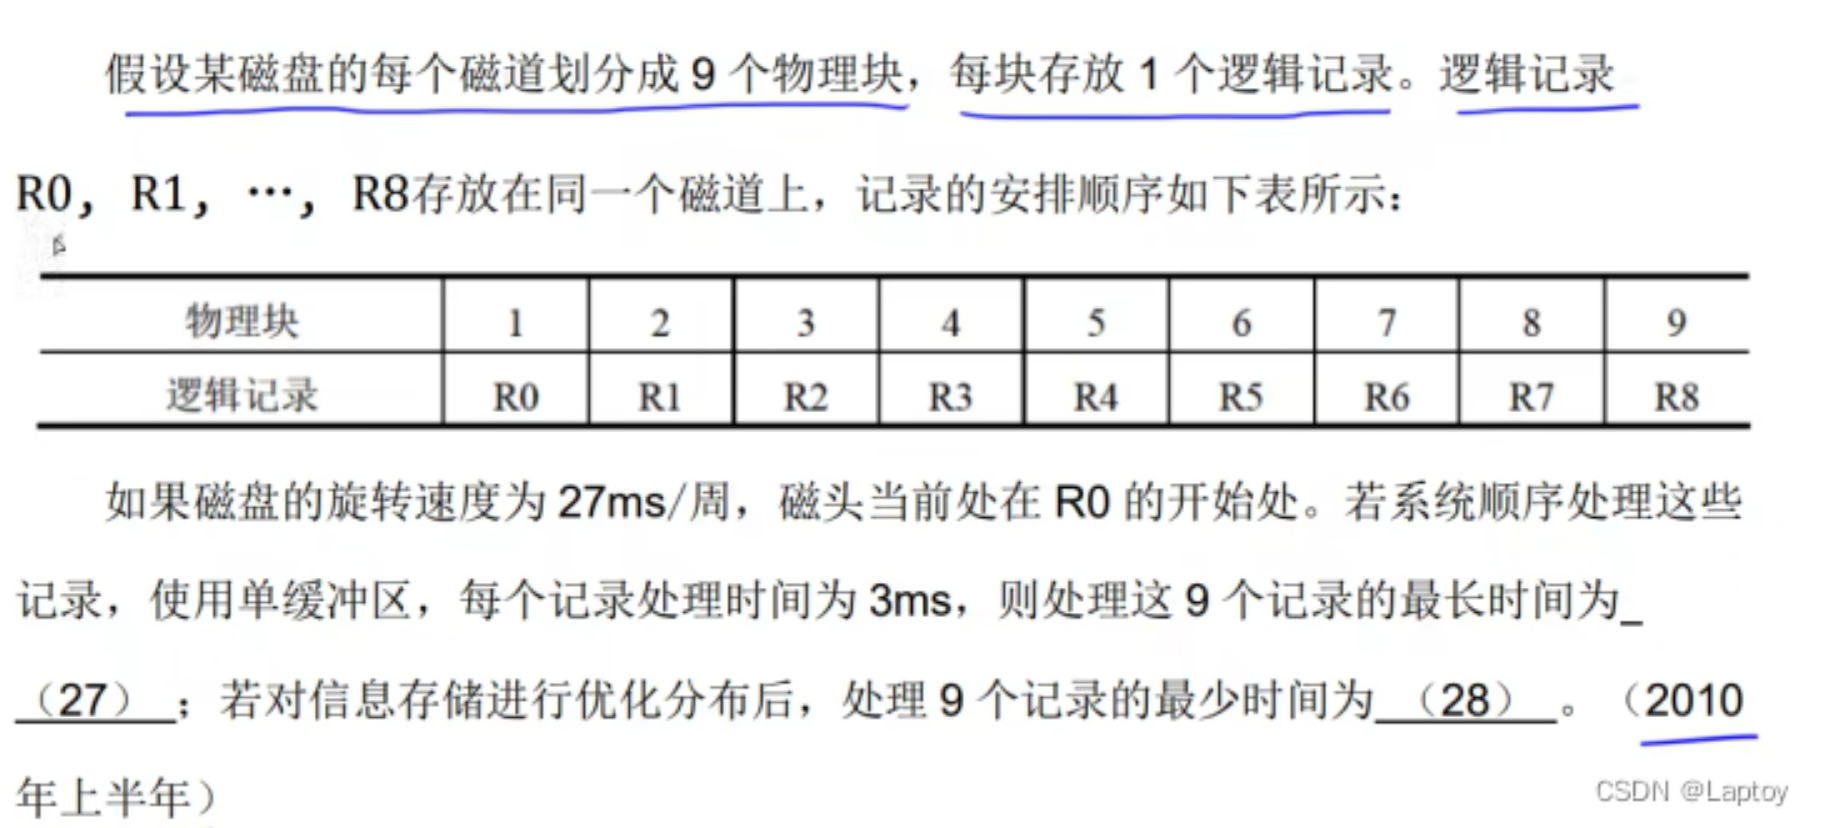 假设某磁盘的每个磁道划分成 9 个物理块，每块存放 1 个逻辑记录。逻辑记录
R0, R1, ···, R8存放在同一个磁道上，记录的安排顺序如下表所示：
物理块 1 2 3 4 5 6 7 8 9
逻辑记录 R0 R1 R2 R3 R4 R5 R6 R7 R8
如果磁盘的旋转速度为 27ms/周，磁头当前处在 R0 的开始处。若系统顺序处理这些
记录，使用单缓冲区，每个记录处理时间为 3ms，则处理这 9 个记录的最长时间为_
（27）；若对信息存储进行优化分布后，处理 9 个记录的最少时间为（28）。（2010
年上半年）
CSDN @Laptoy